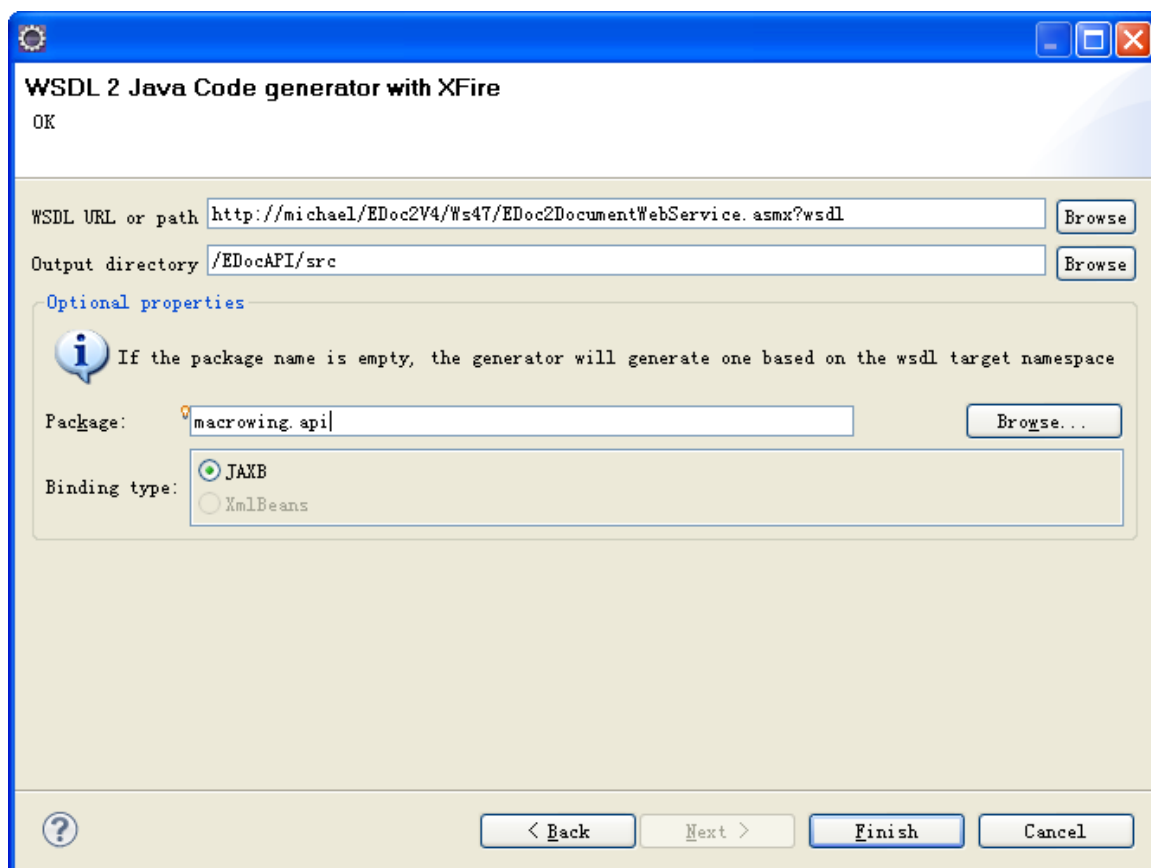 WSDL 2 Java Code generator with XFire
OK
WSDL URL or path http://michael/EDoc2V4/Ws47/EDoc2DocumentWebService.asmx?wsdl Browse
Output directory /EDocAPI/src Browse
Optional properties
If the package name is empty, the generator will generate one based on the wsdl target namespace
Package: macrowing.api Browse...
Binding type: JAXB
XmlBeans
< Back Next > Finish Cancel